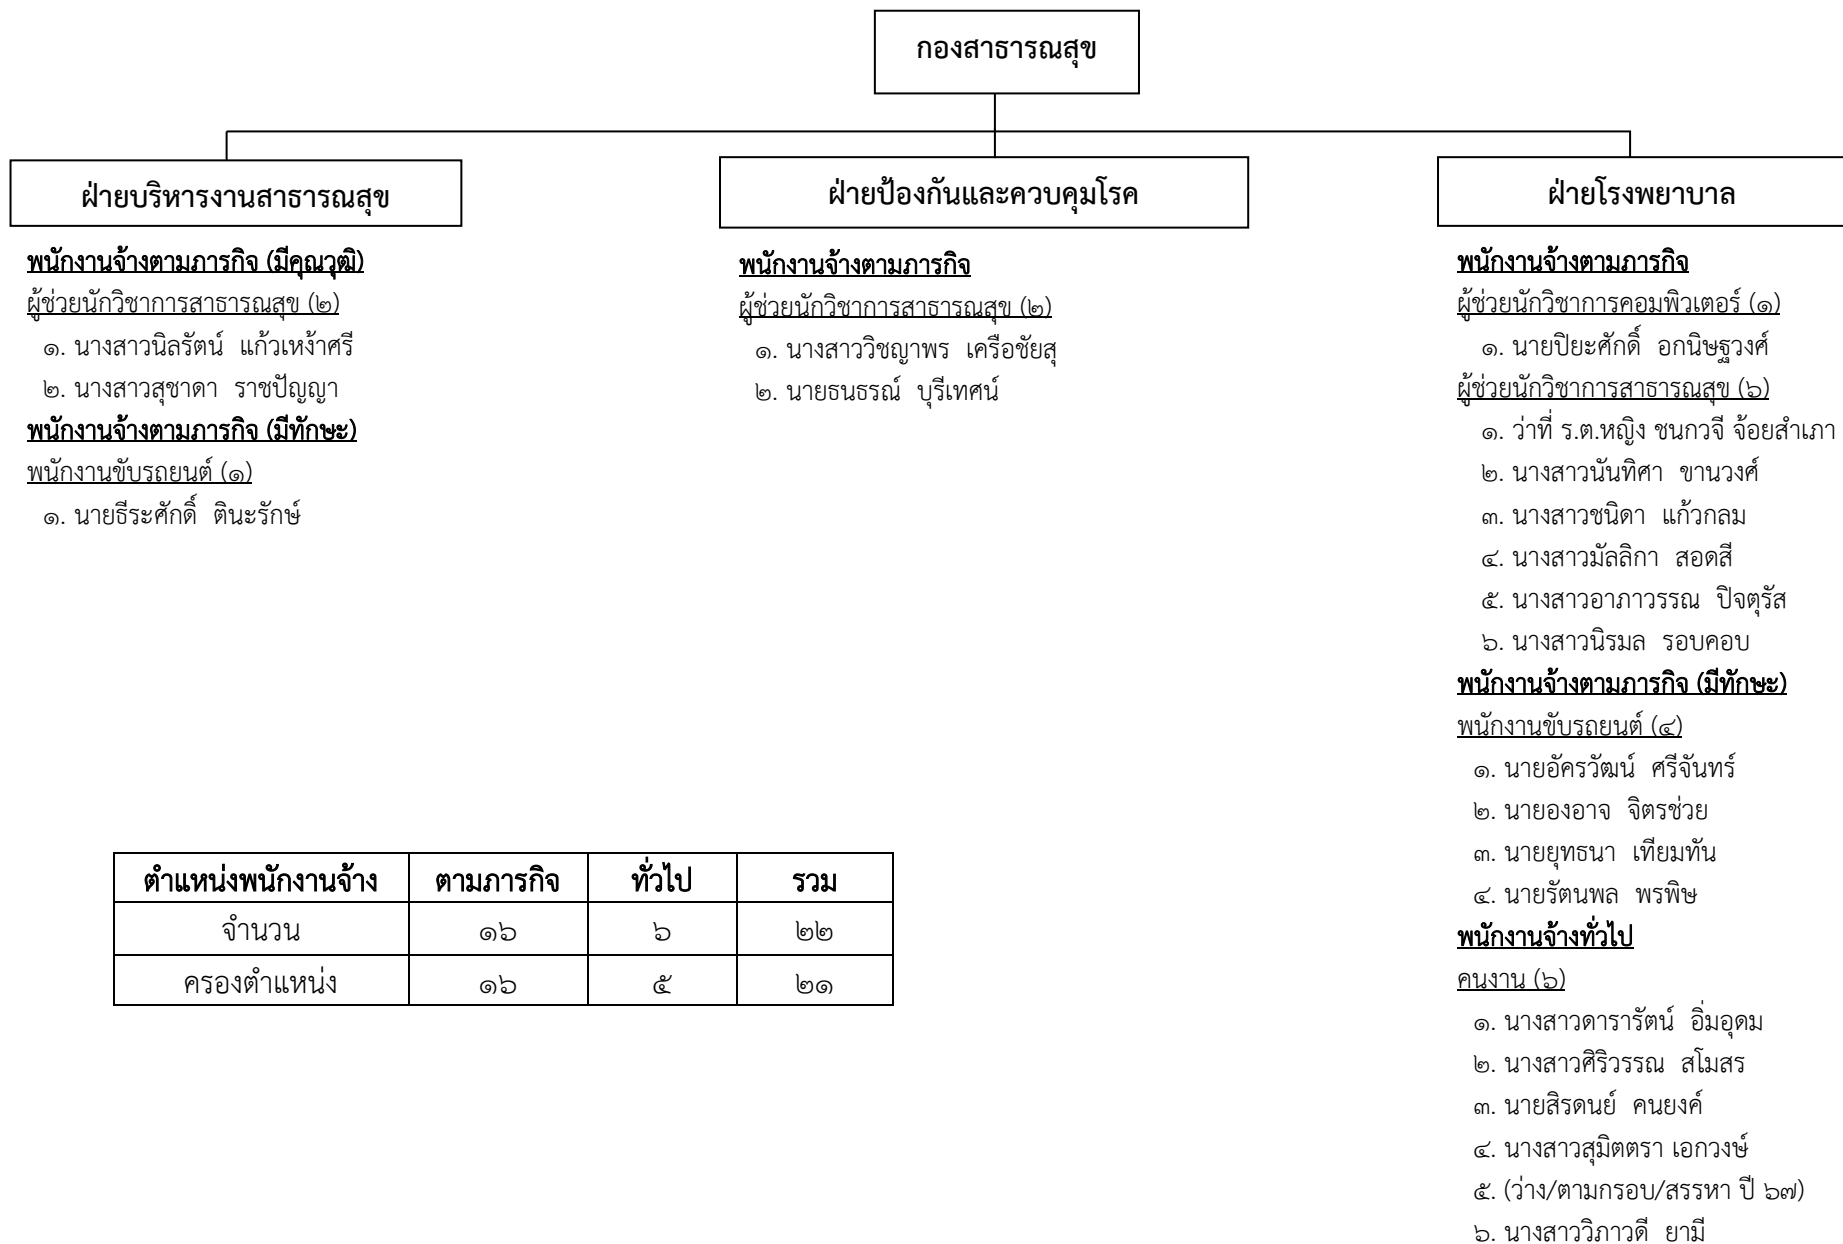 กองสาธารณสุข
ฝ่ายบริหารงานสาธารณสุข
พนักงานจ้างตามภารกิจ (มีคุณวุฒิ)
ผู้ช่วยนักวิชาการสาธารณสุข (๒)
๑. นางสาวนิลรัตน์ แก้วเหง้าศรี
๒. นางสาวสุชาดา ราชปัญญา
พนักงานจ้างตามภารกิจ (มีทักษะ)
พนักงานขับรถยนต์ (๑)
๑. นายธีระศักดิ์ ตินะรักษ์
ฝ่ายป้องกันและควบคุมโรค
พนักงานจ้างตามภารกิจ
ผู้ช่วยนักวิชาการสาธารณสุข (๒)
๑. นางสาววิชญาพร เครือชัยสุ
๒. นายธนธรณ์ บุรีเทศน์
ฝ่ายโรงพยาบาล
พนักงานจ้างตามภารกิจ
ผู้ช่วยนักวิชาการคอมพิวเตอร์ (๑)
๑. นายปิยะศักดิ์ อกนิษฐวงศ์
ผู้ช่วยนักวิชาการสาธารณสุข (๖)
๑. ว่าที่ ร.ต.หญิง ชนกวจี จ้อยสำเภา
๒. นางสาวนันทิศา ขานวงศ์
๓. นางสาวชนิดา แก้วกลม
๔. นางสาวมัลลิกา สอดสี
๕. นางสาวอาภาวรรณ ปิจตุรัส
๖. นางสาวนิรมล รอบคอบ
พนักงานจ้างตามภารกิจ (มีทักษะ)
พนักงานขับรถยนต์ (๔)
๑. นายอัครวัฒน์ ศรีจันทร์
๒. นายองอาจ จิตรช่วย
๓. นายยุทธนา เทียมทัน
๔. นายรัตนพล พรพิษ
พนักงานจ้างทั่วไป
คนงาน (๖)
๑. นางสาวดารารัตน์ อิ่มอุดม
๒. นางสาวศิริวรรณ สโมสร
๓. นายสิรดนย์ คนยงค์
๔. นางสาวสุมิตตรา เอกวงษ์
๕. (ว่าง/ตามกรอบ/สรรหา ปี ๖๗)
๖. นางสาววิภาวดี ยามี
ตำแหน่งพนักงานจ้าง ตามภารกิจ ทั่วไป รวม
จำนวน ๑๖ ๖ ๒๒
ครองตำแหน่ง ๑๖ ๕ ๒๑